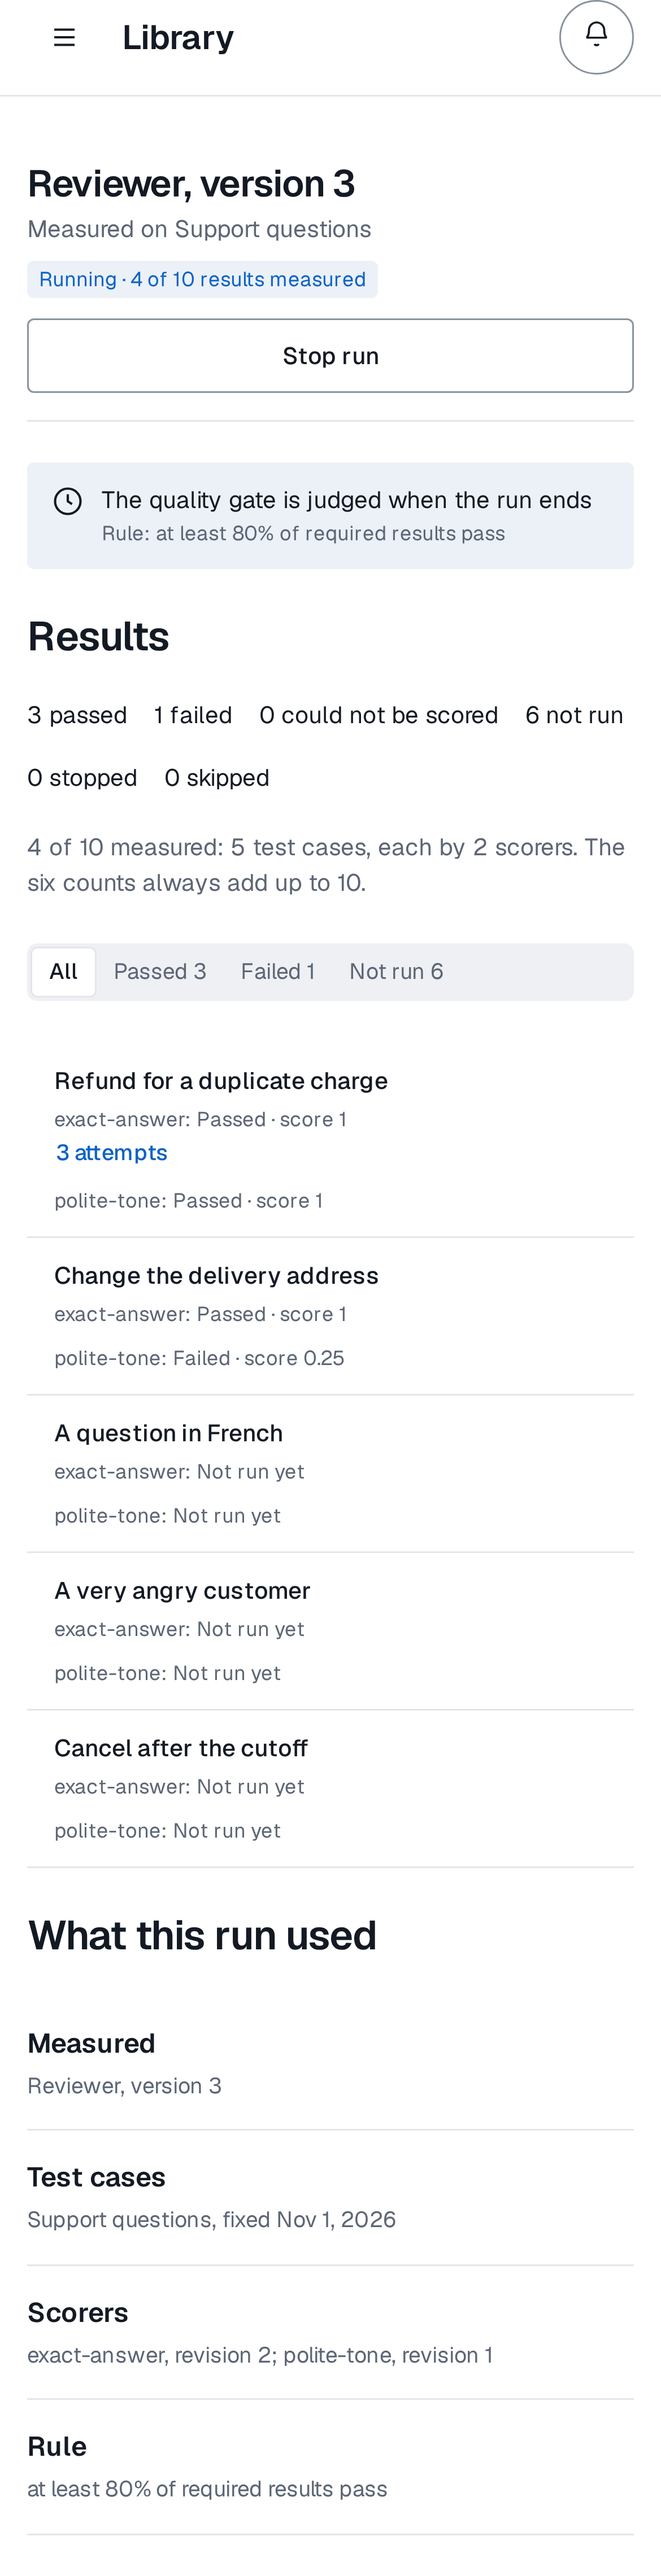 Library
Reviewer, version 3
Measured on Support questions
Running · 4 of 10 results measured
Stop run
The quality gate is judged when the run ends
Rule: at least 80% of required results pass
Results
3 passed 1 failed 0 could not be scored 6 not run
0 stopped 0 skipped
4 of 10 measured: 5 test cases, each by 2 scorers. The
six counts always add up to 10.
All Passed 3 Failed 1 Not run 6
Refund for a duplicate charge
exact-answer: Passed · score 1
3 attempts
polite-tone: Passed · score 1
Change the delivery address
exact-answer: Passed · score 1
polite-tone: Failed · score 0.25
A question in French
exact-answer: Not run yet
polite-tone: Not run yet
A very angry customer
exact-answer: Not run yet
polite-tone: Not run yet
Cancel after the cutoff
exact-answer: Not run yet
polite-tone: Not run yet
What this run used
Measured
Reviewer, version 3
Test cases
Support questions, fixed Nov 1, 2026
Scorers
exact-answer, revision 2; polite-tone, revision 1
Rule
at least 80% of required results pass